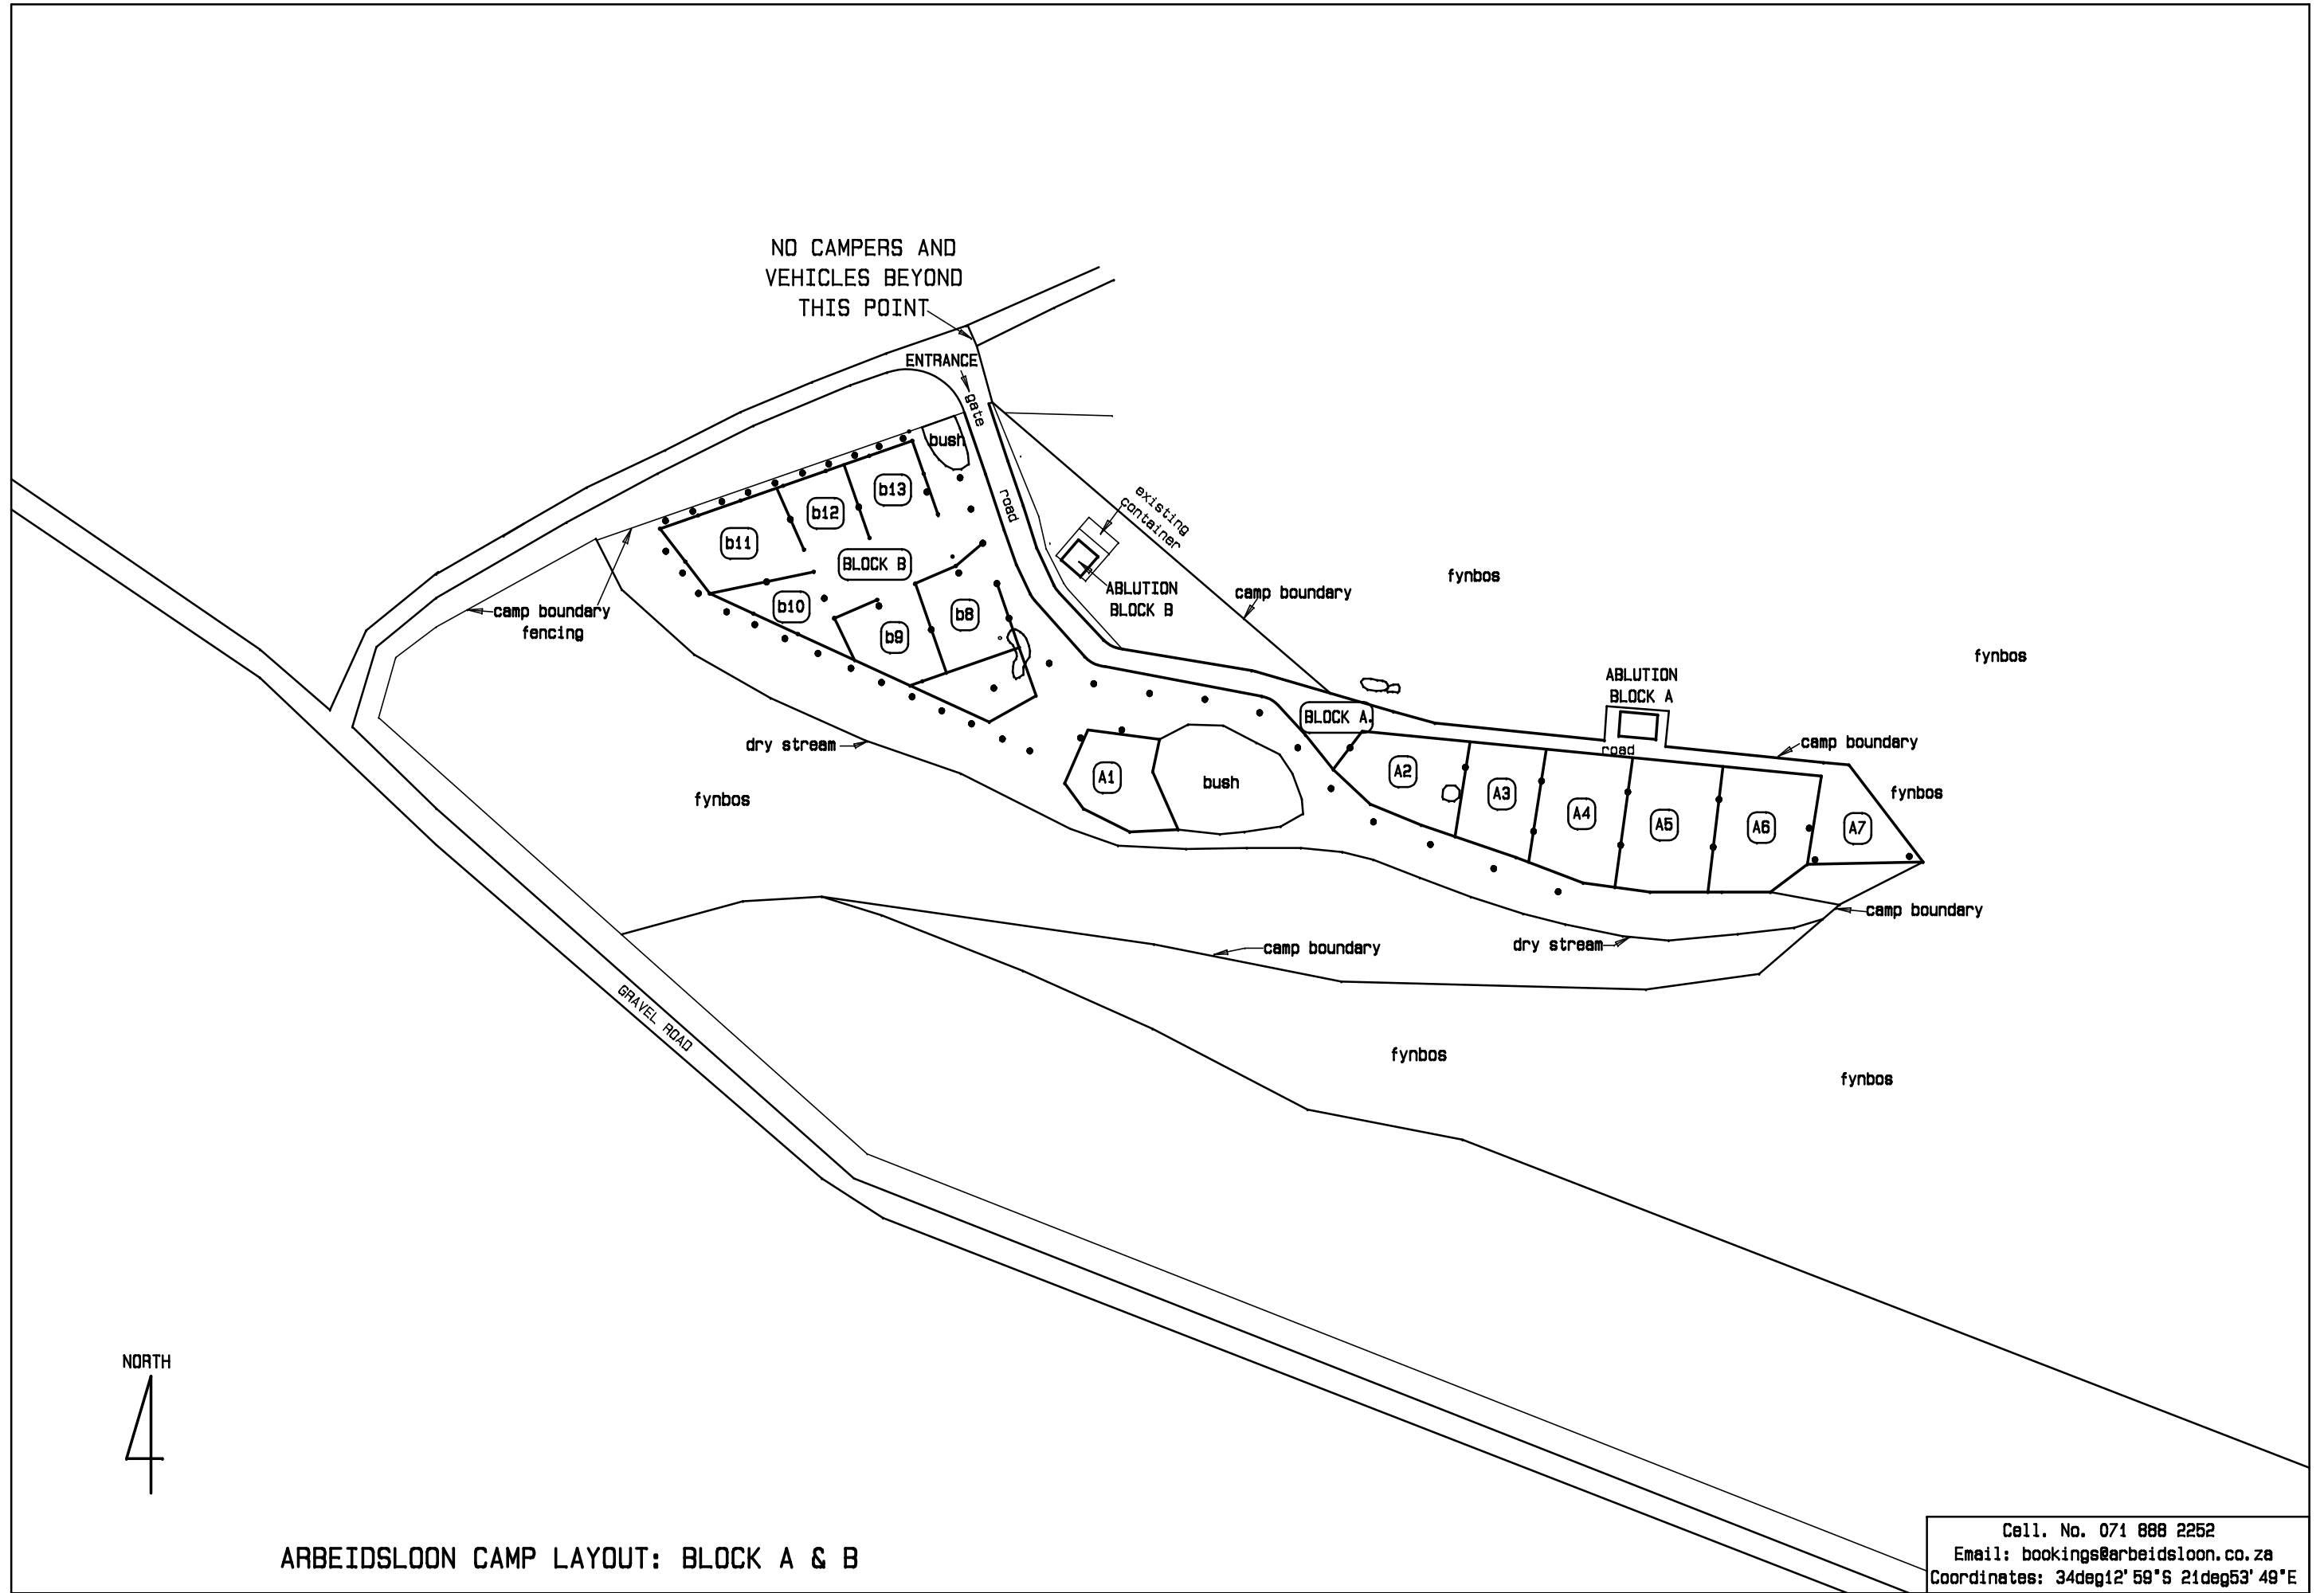 NO CAMPERS AND
VEHICLES BEYOND
THIS POINT
ENTRANCE
gate
bush
road
existing
container
b13
b12
b11
BLOCK B
b10
b9
b8
ABLUTION
BLOCK B
camp boundary
fynbos
camp boundary
fencing
fynbos
ABLUTION
BLOCK A
BLOCK A.
road
camp boundary
dry stream
A1
bush
A2
A3
A4
A5
A6
A7
fynbos
fynbos
camp boundary
camp boundary
dry stream
GRAVEL ROAD
fynbos
fynbos
NORTH
ARBEIDSLOON CAMP LAYOUT: BLOCK A & B
Cell. No. 071 888 2252
Email: bookings@arbeidsloon.co.za
Coordinates: 34deg12'59"S 21deg53'49"E